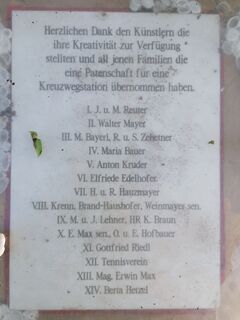 Herzlichen Dank den Künstlern die
ihre Kreativität zur Verfügung
stellten und all jenen Familien die
eine Patenschaft für eine
Kreuzwegstation übernommen haben.
I. J. u. M. Reuter
II. Walter Mayer
III. M. Bayerl, R. u. S. Zehetner
IV. Maria Bauer
V. Anton Kruder
VI. Elfriede Edelhofer
VII. H. u. R. Hauzmayer
VIII. Krenn, Brand-Haushofer, Weinmayer sen.
IX. M. u. J. Lehner, HR K. Braun
X. E. Max sen., O. u. E. Hofbauer
XI. Gottfried Riedl
XII. Tennisverein
XIII. Mag. Erwin Max
XIV. Berta Herzel